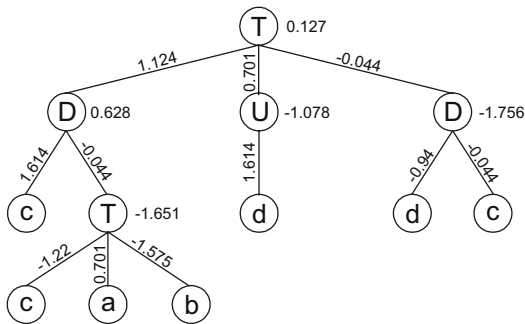 T 0.127
1.124 0.701 -0.044
D 0.628 U -1.078 D -1.756
1.614 -0.044 1.614 -0.94 -0.044
c T -1.651 d d c
-1.22 0.701 -1.575
c a b